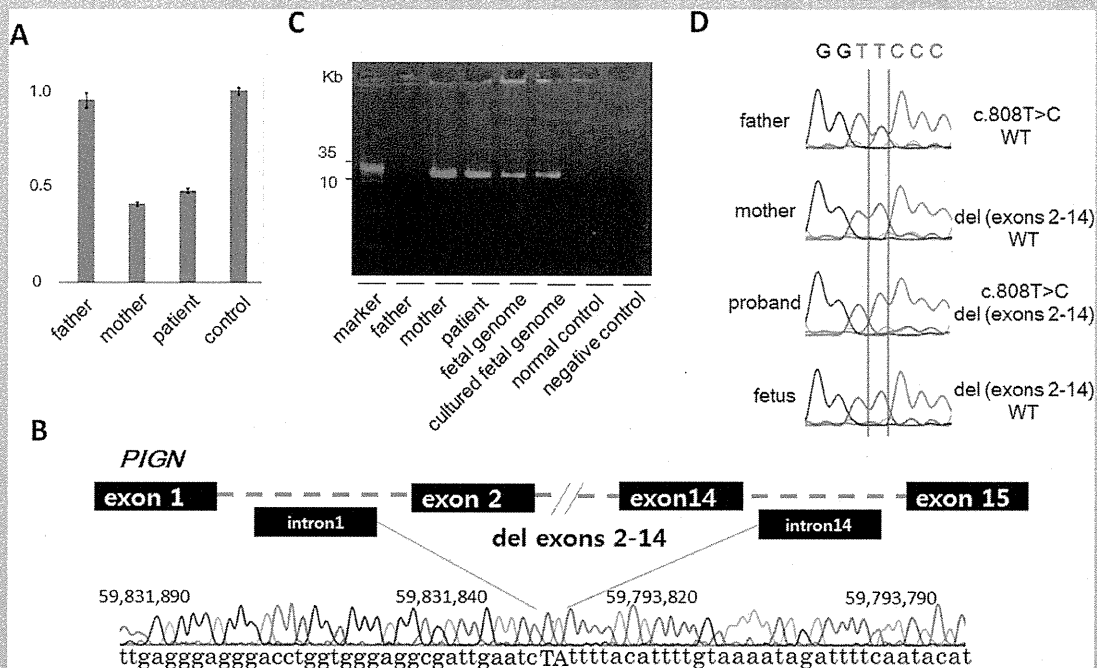 A
1.0
0.5
0
father
mother
patient
control
C
Kb
35
10
marker
father
mother
patient
fetal genome
cultured fetal genome
normal control
negative control
D
GGTTCCC
father
c.808T>C
WT
mother
del (exons 2-14)
WT
proband
c.808T>C
del (exons 2-14)
fetus
del (exons 2-14)
WT
B
PIGN
exon 1
exon 2
exon14
exon 15
intron1
intron14
del exons 2-14
59,831,890
59,831,840
59,793,820
59,793,790
ttgagggagggacctggtgggaggcgattgaatcTAttttacattttgtaaaatagattttcaatacat